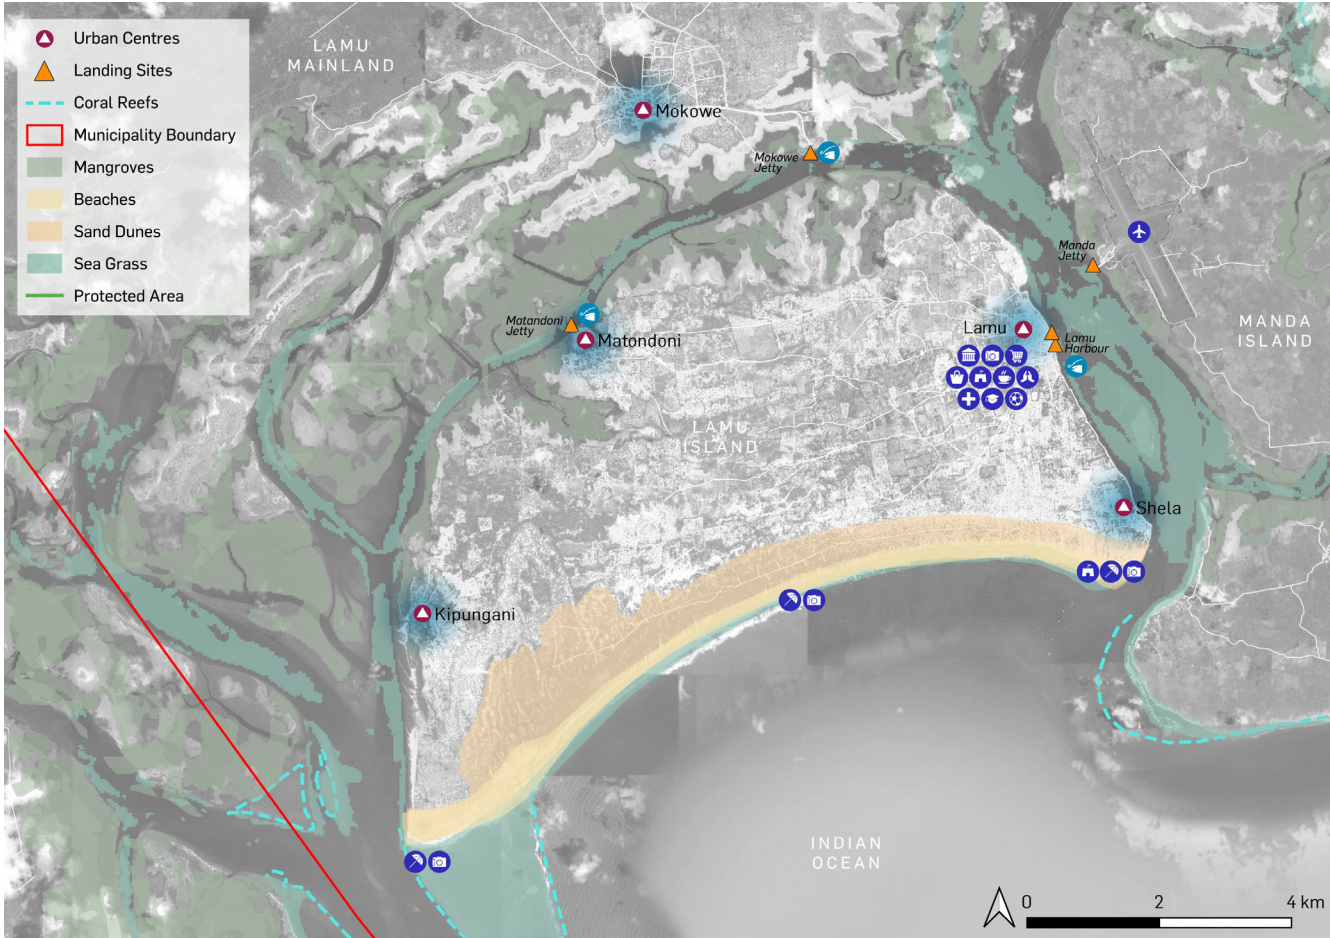 Urban Centres
Landing Sites
Coral Reefs
Municipality Boundary
Mangroves
Beaches
Sand Dunes
Sea Grass
Protected Area
LAMU
MAINLAND
Mokowe
Mokowe
Jetty
Manda
Jetty
MANDA
ISLAND
Matandoni
Jetty
Matondoni
Lamu
Lamu
Harbour
LAMU
ISLAND
Shela
Kipungani
INDIAN
OCEAN
0 2 4 km